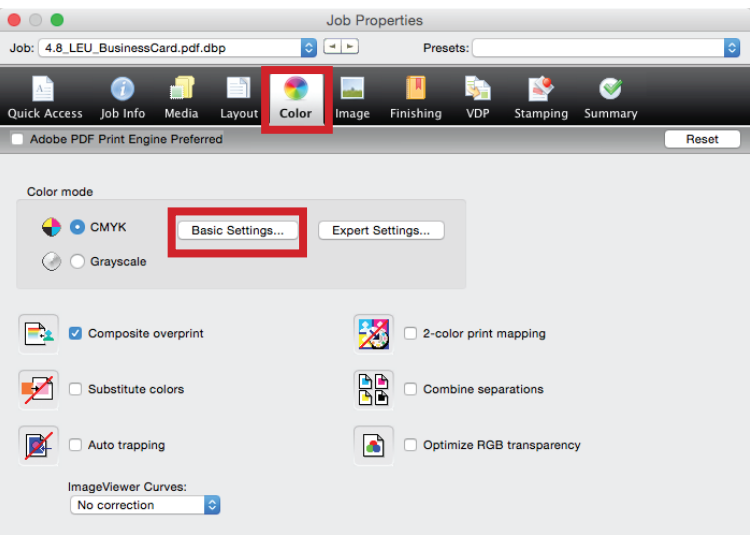 Job Properties
Job: 4.8_LEU_BusinessCard.pdf.dbp Presets:
Quick Access Job Info Media Layout Color Image Finishing VDP Stamping Summary
Adobe PDF Print Engine Preferred Reset
Color mode
CMYK Basic Settings... Expert Settings...
Grayscale
Composite overprint 2-color print mapping
Substitute colors Combine separations
Auto trapping Optimize RGB transparency
ImageViewer Curves:
No correction